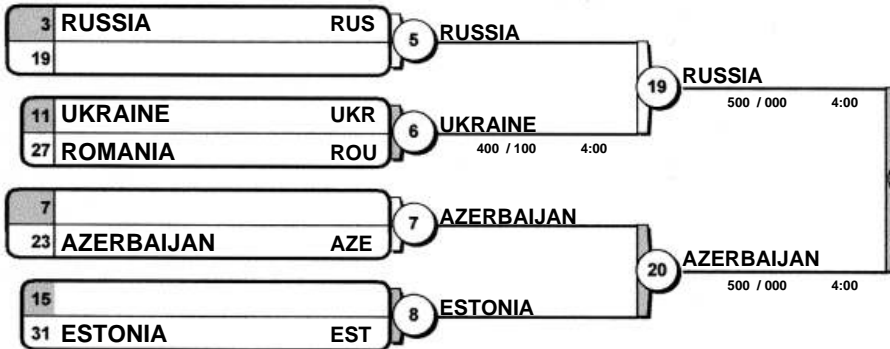 3 RUSSIA RUS
19
5 RUSSIA
11 UKRAINE UKR
27 ROMANIA ROU
6 UKRAINE
400 / 100 4:00
19 RUSSIA
500 / 000 4:00
7
23 AZERBAIJAN AZE
7 AZERBAIJAN
15
31 ESTONIA EST
8 ESTONIA
20 AZERBAIJAN
500 / 000 4:00